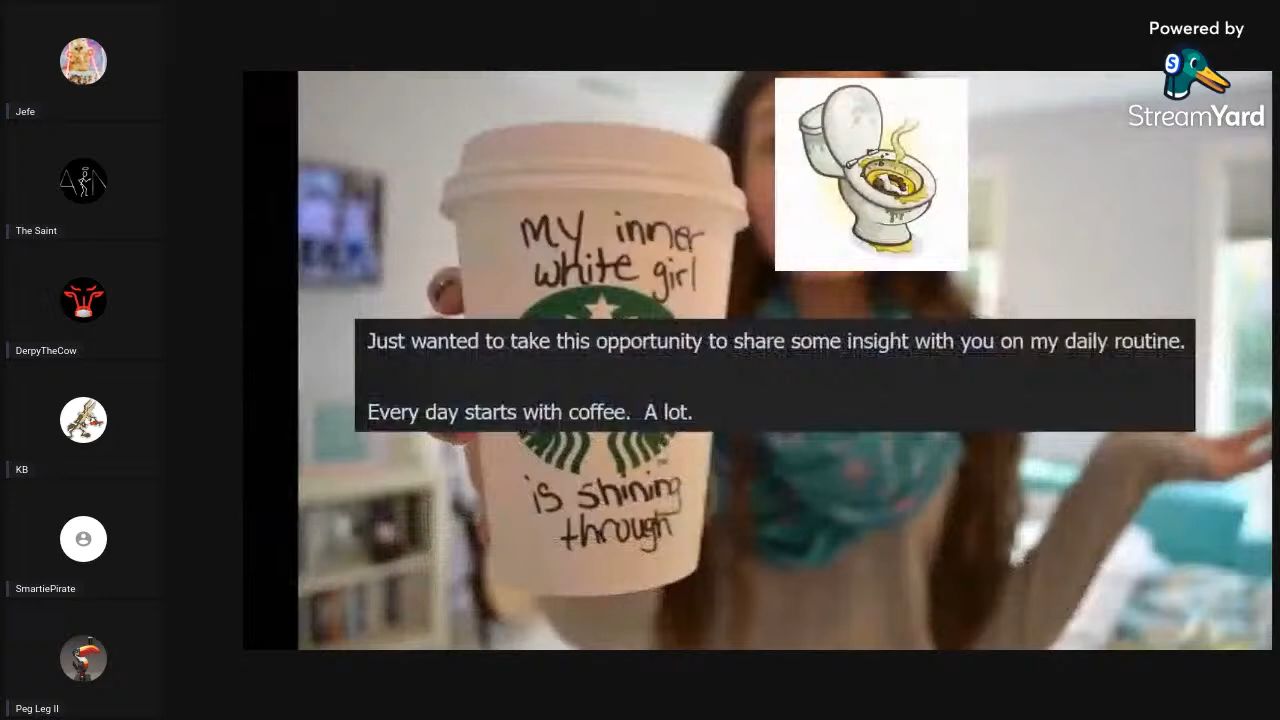 Jefe
The Saint
DerpyTheCow
KB
SmartiePirate
Peg Leg II
Powered by
StreamYard
my inner
white girl
Just wanted to take this opportunity to share some insight with you on my daily routine.
Every day starts with coffee.  A lot.
is shining
through